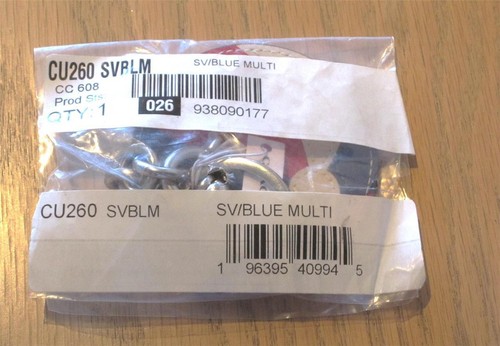 CU260 SVBLM SV/BLUE MULTI
CC 608
Prod
QTY:1 026 938090177
CU260 SVBLM SV/BLUE MULTI
1 96395 40994 5